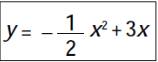 y = − 1/2 x² + 3x